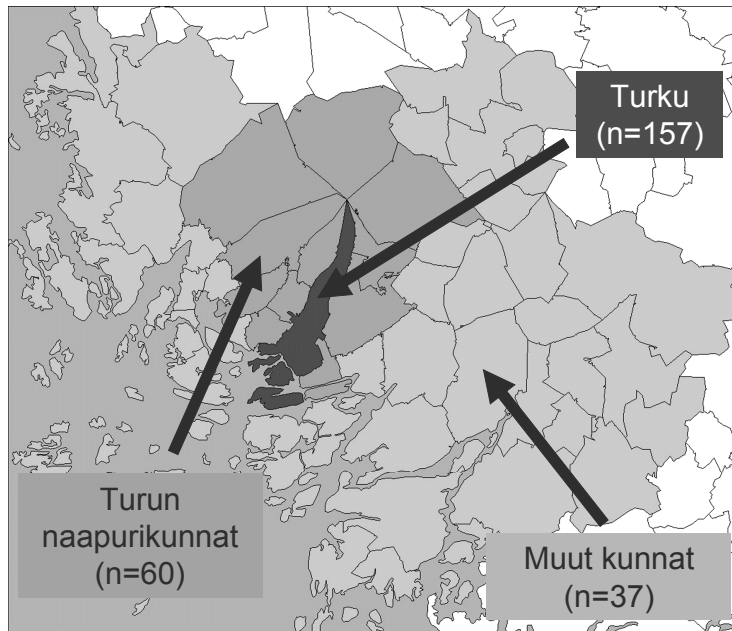 Turku
(n=157)
Turun
naapurikunnat
(n=60)
Muut kunnat
(n=37)